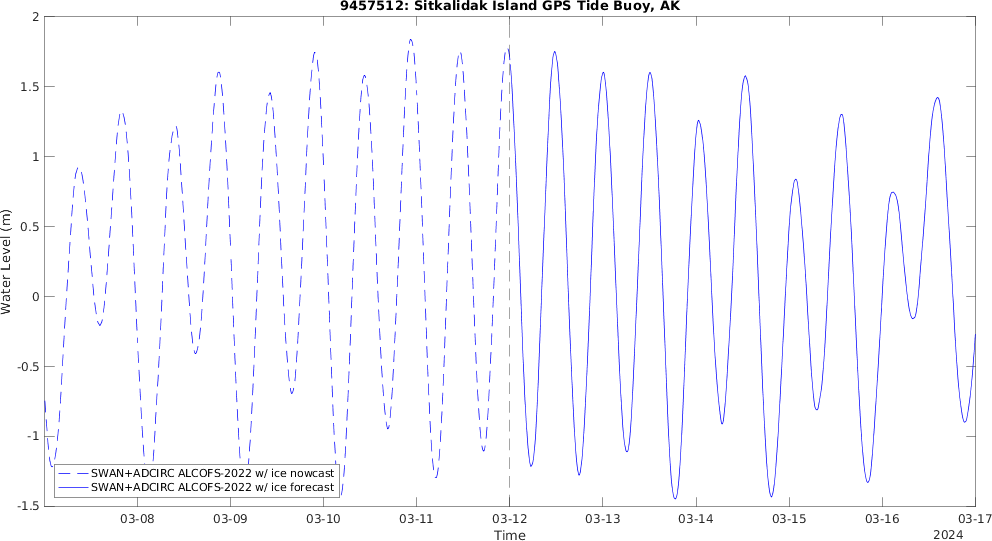 9457512: Sitkalidak Island GPS Tide Buoy, AK
2
1.5
1
0.5
0
-0.5
-1
-1.5
Water Level (m)
SWAN+ADCIRC ALCOFS-2022 w/ ice nowcast
SWAN+ADCIRC ALCOFS-2022 w/ ice forecast
03-08 03-09 03-10 03-11 03-12 03-13 03-14 03-15 03-16 03-17
Time
2024